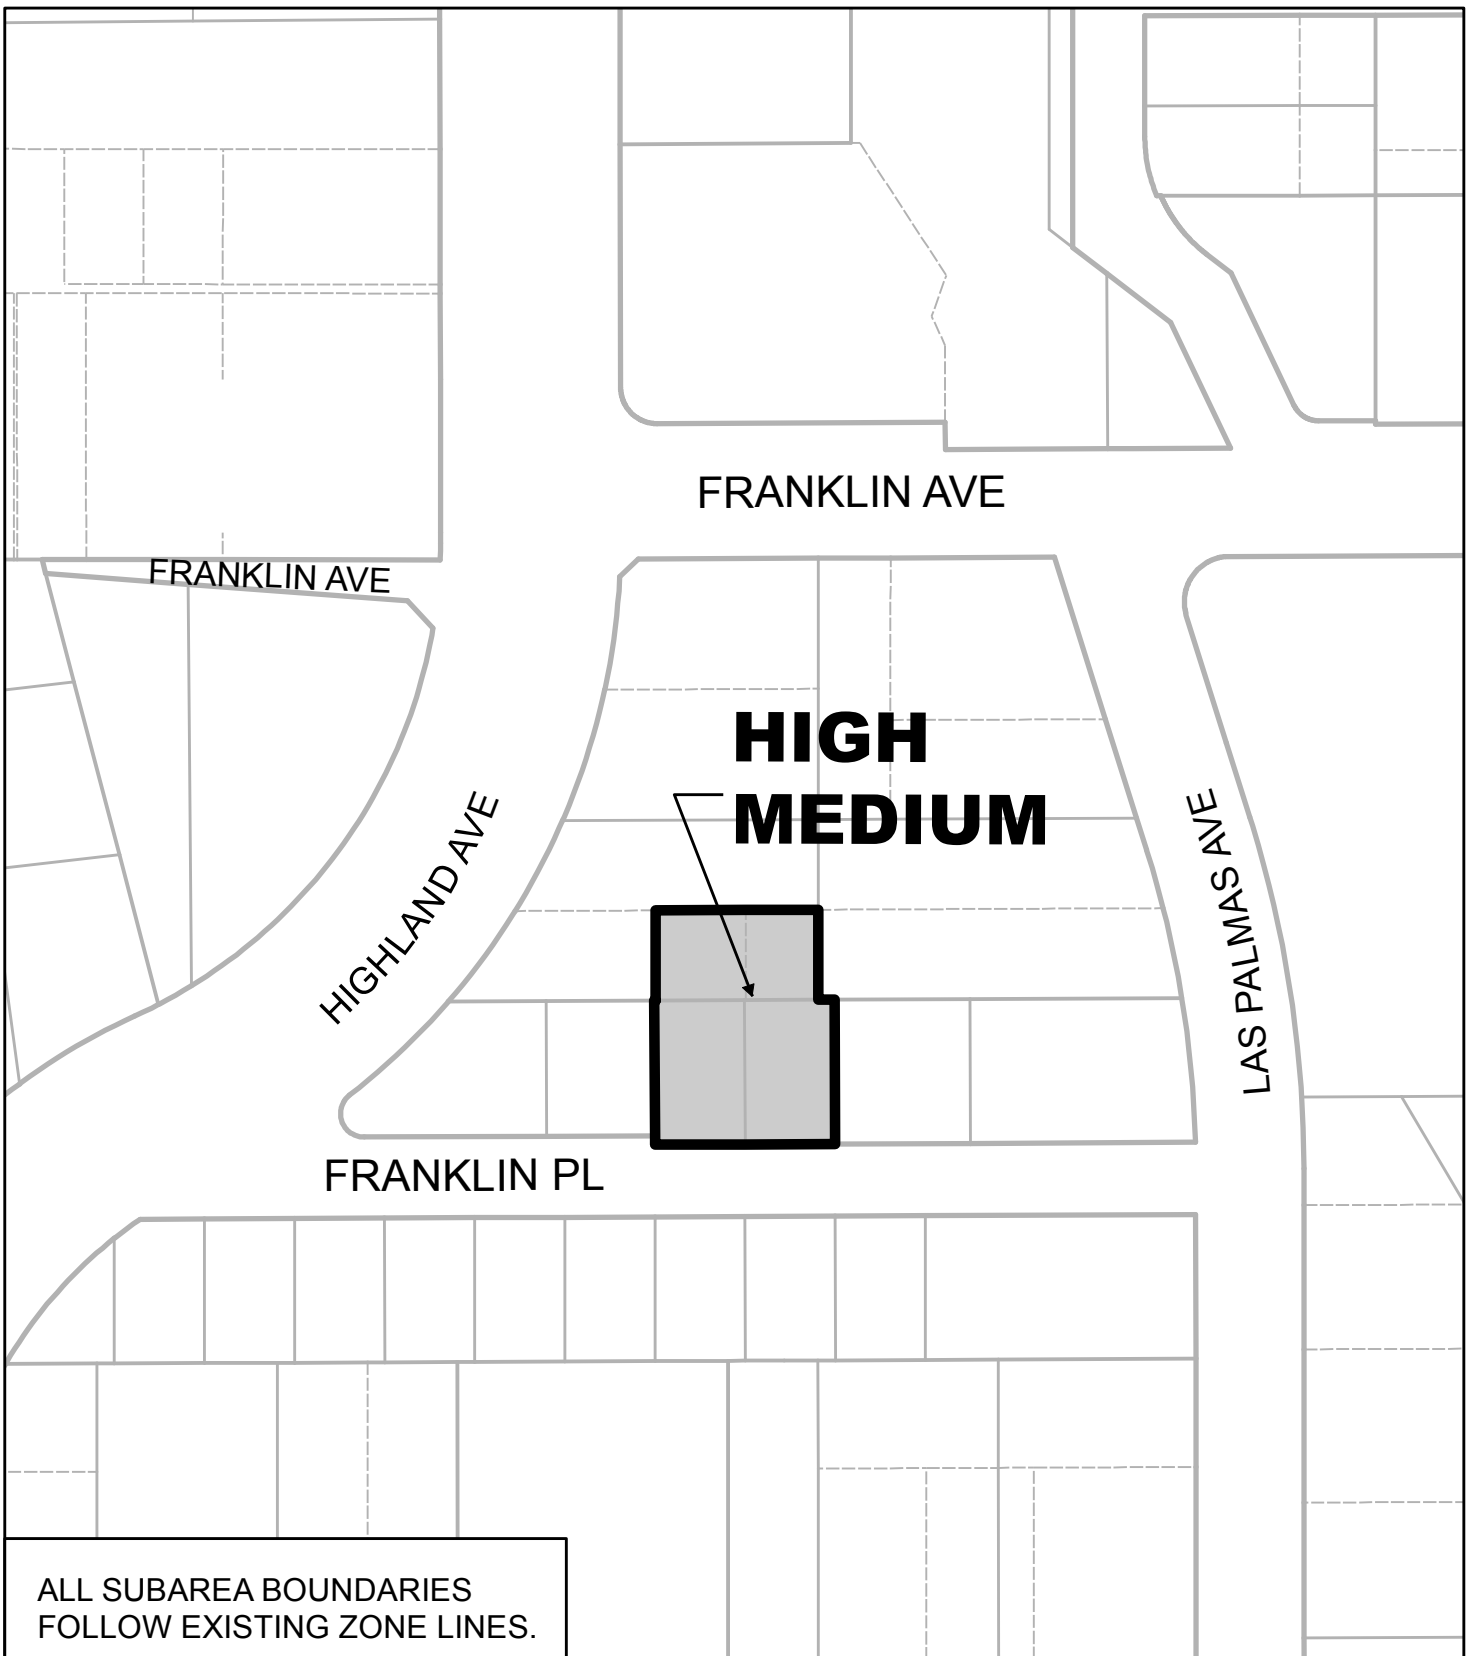 FRANKLIN AVE
FRANKLIN AVE
HIGH
MEDIUM
HIGHLAND AVE
LAS PALMAS AVE
FRANKLIN PL
ALL SUBAREA BOUNDARIES
FOLLOW EXISTING ZONE LINES.